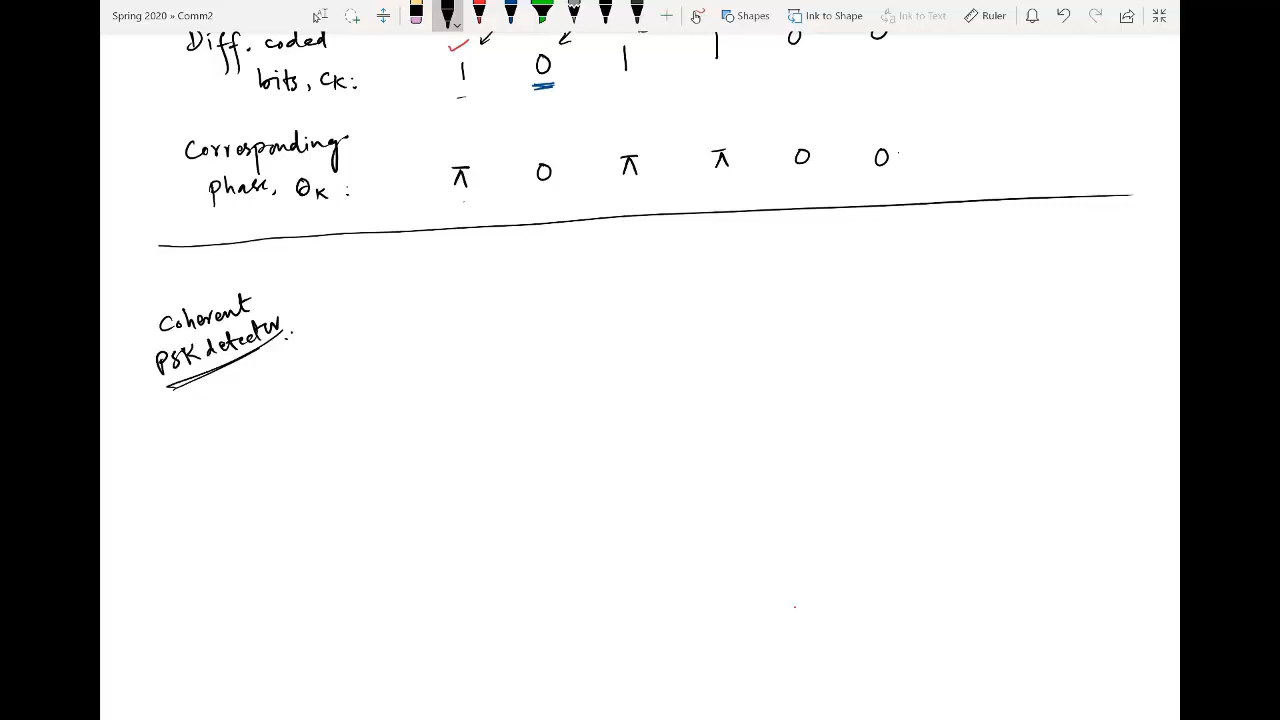 Spring 2020 » Comm2
Shapes
Ink to Shape
Ink to Text
Ruler
Diff. coded
bits, CK: 1 0 1 1 0 0
Corresponding
phase, θK: π 0 π π 0 0
Coherent
PSK detector: